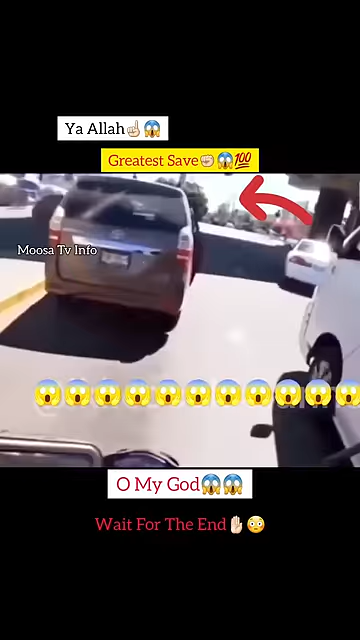 Ya Allah☝🏻😱
Greatest Save✊🏻😱💯
Moosa Tv Info
😱😱😱😱😱😱😱😱😱😱😱
O My God😱😱
Wait For The End✋🏻😳